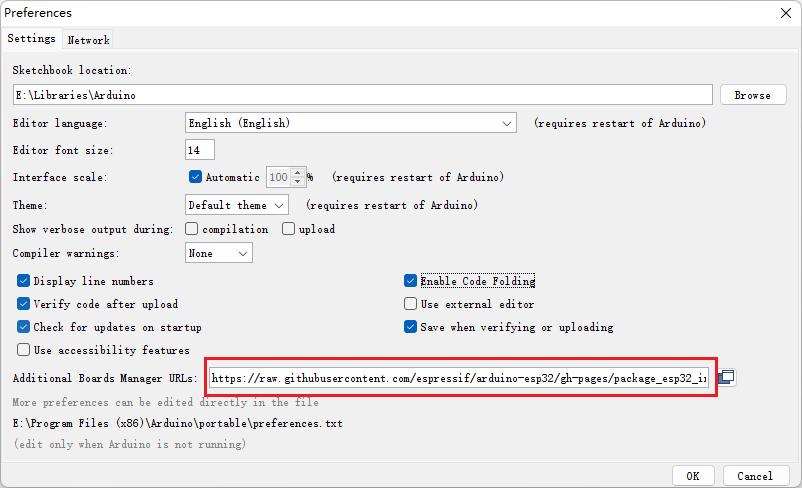 Preferences
Settings Network
Sketchbook location:
E:\Libraries\Arduino Browse
Editor language: English (English) (requires restart of Arduino)
Editor font size: 14
Interface scale: Automatic 100 % (requires restart of Arduino)
Theme: Default theme (requires restart of Arduino)
Show verbose output during: compilation upload
Compiler warnings: None
Display line numbers Enable Code Folding
Verify code after upload Use external editor
Check for updates on startup Save when verifying or uploading
Use accessibility features
Additional Boards Manager URLs: https://raw.githubusercontent.com/espressif/arduino-esp32/gh-pages/package_esp32_i
More preferences can be edited directly in the file
E:\Program Files (x86)\Arduino\portable\preferences.txt
(edit only when Arduino is not running)
OK Cancel